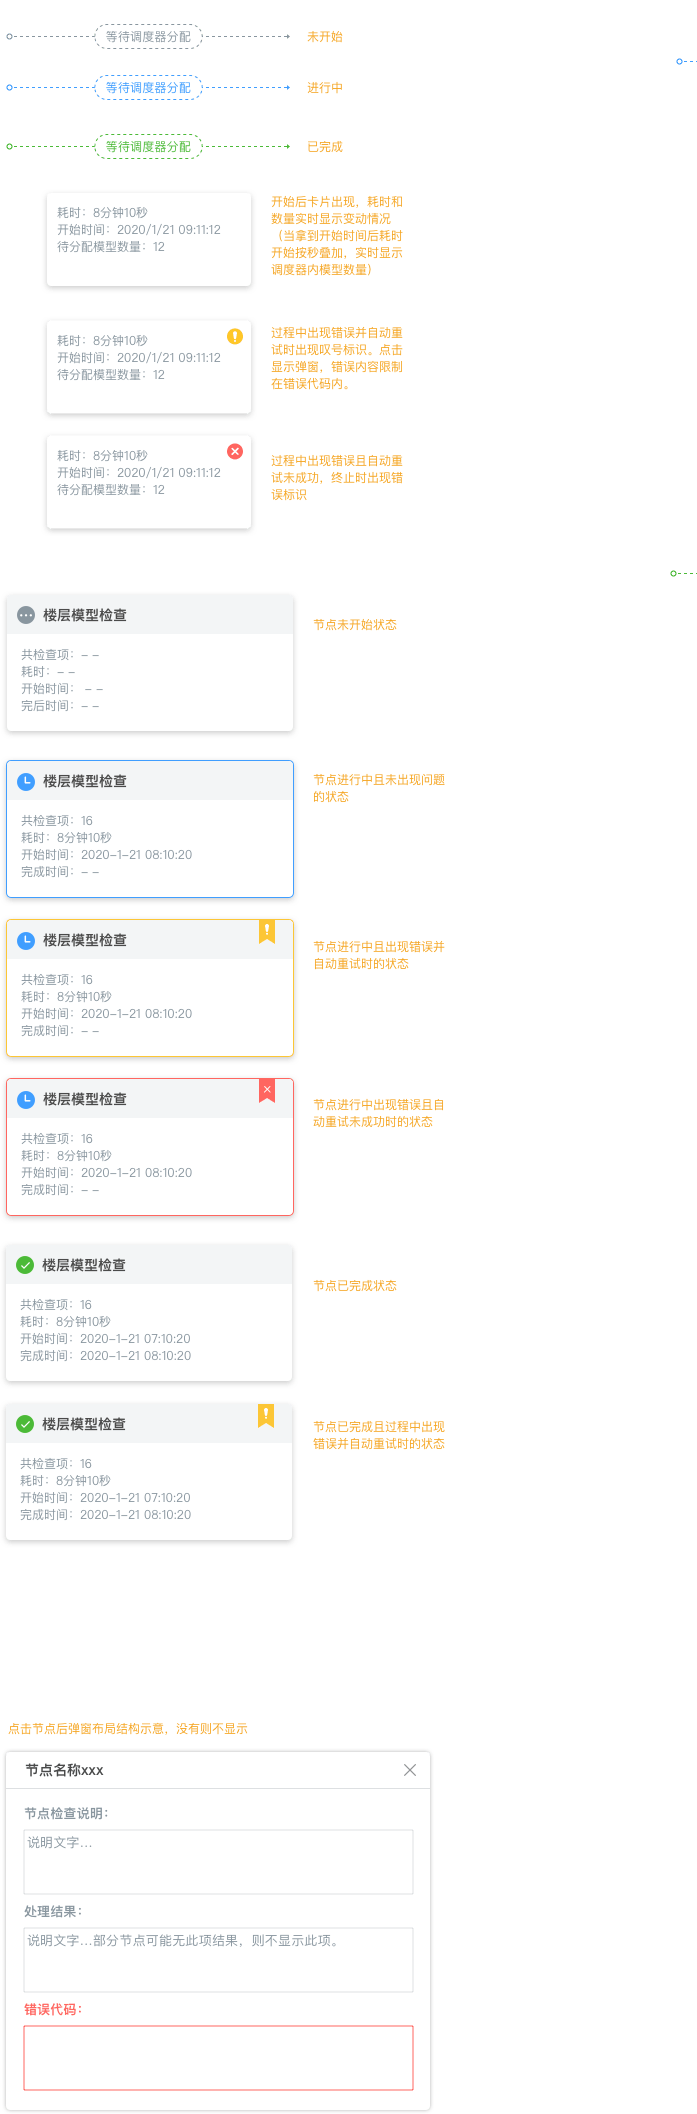 等待调度器分配
未开始
等待调度器分配
进行中
等待调度器分配
已完成
耗时：8分钟10秒
开始时间：2020/1/21 09:11:12
待分配模型数量：12
开始后卡片出现，耗时和
数量实时显示变动情况
（当拿到开始时间后耗时
开始按秒叠加，实时显示
调度器内模型数量）
耗时：8分钟10秒
开始时间：2020/1/21 09:11:12
待分配模型数量：12
过程中出现错误并自动重
试时出现叹号标识。点击
显示弹窗，错误内容限制
在错误代码内。
耗时：8分钟10秒
开始时间：2020/1/21 09:11:12
待分配模型数量：12
过程中出现错误且自动重
试未成功，终止时出现错
误标识
楼层模型检查
共检查项：– –
耗时：– –
开始时间： – –
完后时间：– –
节点未开始状态
楼层模型检查
共检查项：16
耗时：8分钟10秒
开始时间：2020-1-21 08:10:20
完成时间：– –
节点进行中且未出现问题
的状态
楼层模型检查
共检查项：16
耗时：8分钟10秒
开始时间：2020-1-21 08:10:20
完成时间：– –
节点进行中且出现错误并
自动重试时的状态
楼层模型检查
共检查项：16
耗时：8分钟10秒
开始时间：2020-1-21 08:10:20
完成时间：– –
节点进行中出现错误且自
动重试未成功时的状态
楼层模型检查
共检查项：16
耗时：8分钟10秒
开始时间：2020-1-21 07:10:20
完成时间：2020-1-21 08:10:20
节点已完成状态
楼层模型检查
共检查项：16
耗时：8分钟10秒
开始时间：2020-1-21 07:10:20
完成时间：2020-1-21 08:10:20
节点已完成且过程中出现
错误并自动重试时的状态
点击节点后弹窗布局结构示意，没有则不显示
节点名称xxx
节点检查说明：
说明文字...
处理结果：
说明文字...部分节点可能无此项结果，则不显示此项。
错误代码：